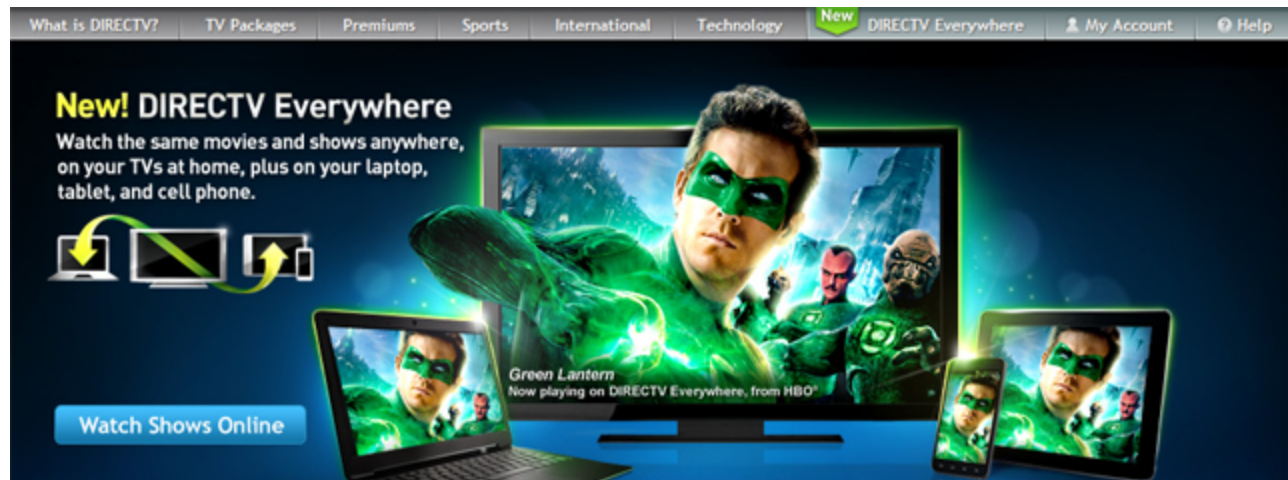 What is DIRECTV? TV Packages Premiums Sports International Technology New DIRECTV Everywhere My Account Help
New! DIRECTV Everywhere
Watch the same movies and shows anywhere,
on your TVs at home, plus on your laptop,
tablet, and cell phone.
Green Lantern
Now playing on DIRECTV Everywhere, from HBO®
Watch Shows Online